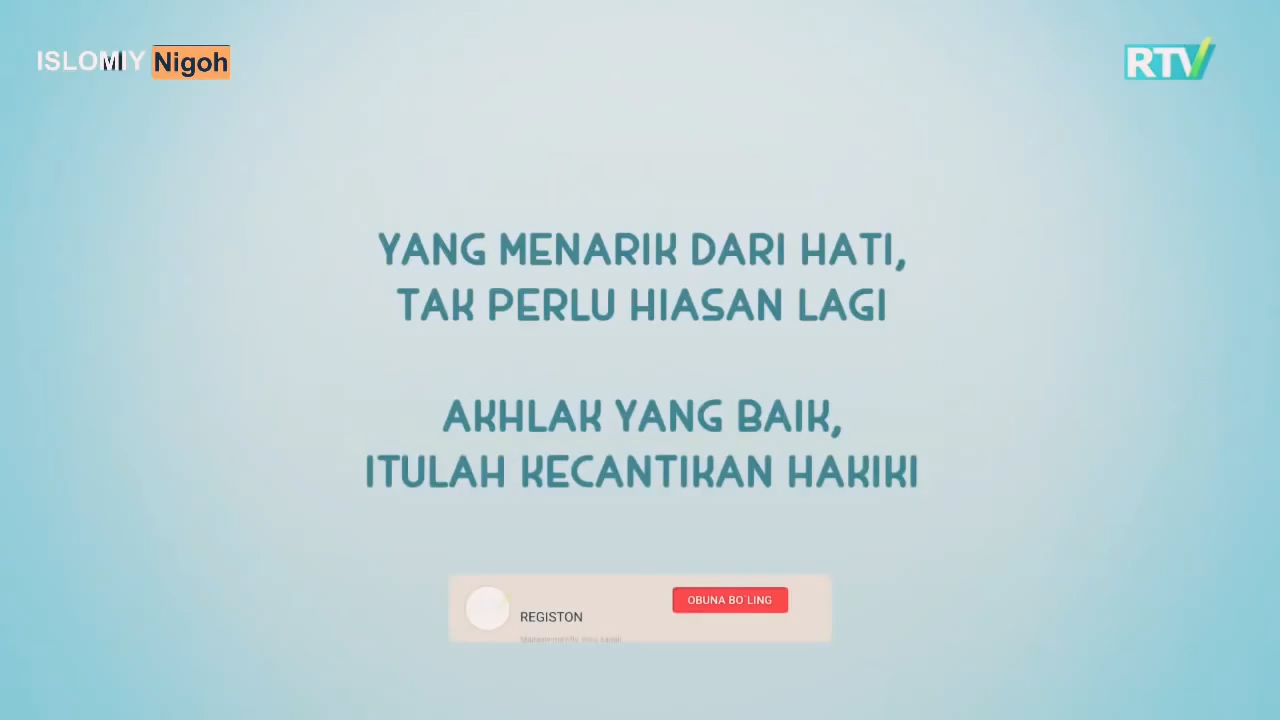 ISLOMIY Nigoh
RTV
YANG MENARIK DARI HATI,
TAK PERLU HIASAN LAGI
AKHLAK YANG BAIK,
ITULAH KECANTIKAN HAKIKI
REGISTON
OBUNA BO`LING